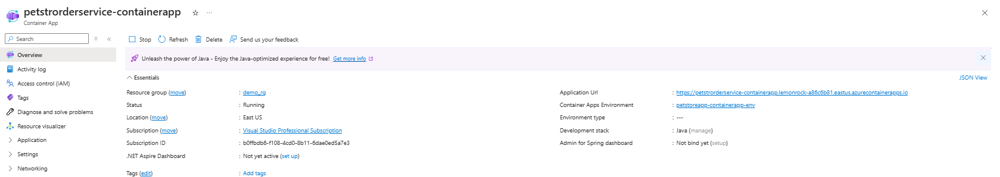 petstrorderservice-containerapp
Container App
Search
Stop Refresh Delete Send us your feedback
Overview
Activity log
Access control (IAM)
Tags
Diagnose and solve problems
Resource visualizer
Application
Settings
Networking
Unleash the power of Java - Enjoy the Java-optimized experience for free! Get more info
Essentials
JSON View
Resource group (move) : demo_rg
Status : Running
Location (move) : East US
Subscription (move) : Visual Studio Professional Subscription
Subscription ID : b0ffbdb6-f108-4cd0-8b11-6dae0ed5a7e3
.NET Aspire Dashboard : Not yet active (set up)
Tags (edit) : Add tags
Application Url : https://petstrorderservice-containerapp.lemonrock-a86c6b81.eastus.azurecontainerapps.io
Container Apps Environment : petstoreapp-containerapp-env
Environment type : ---
Development stack : Java (manage)
Admin for Spring dashboard : Not bind yet (setup)